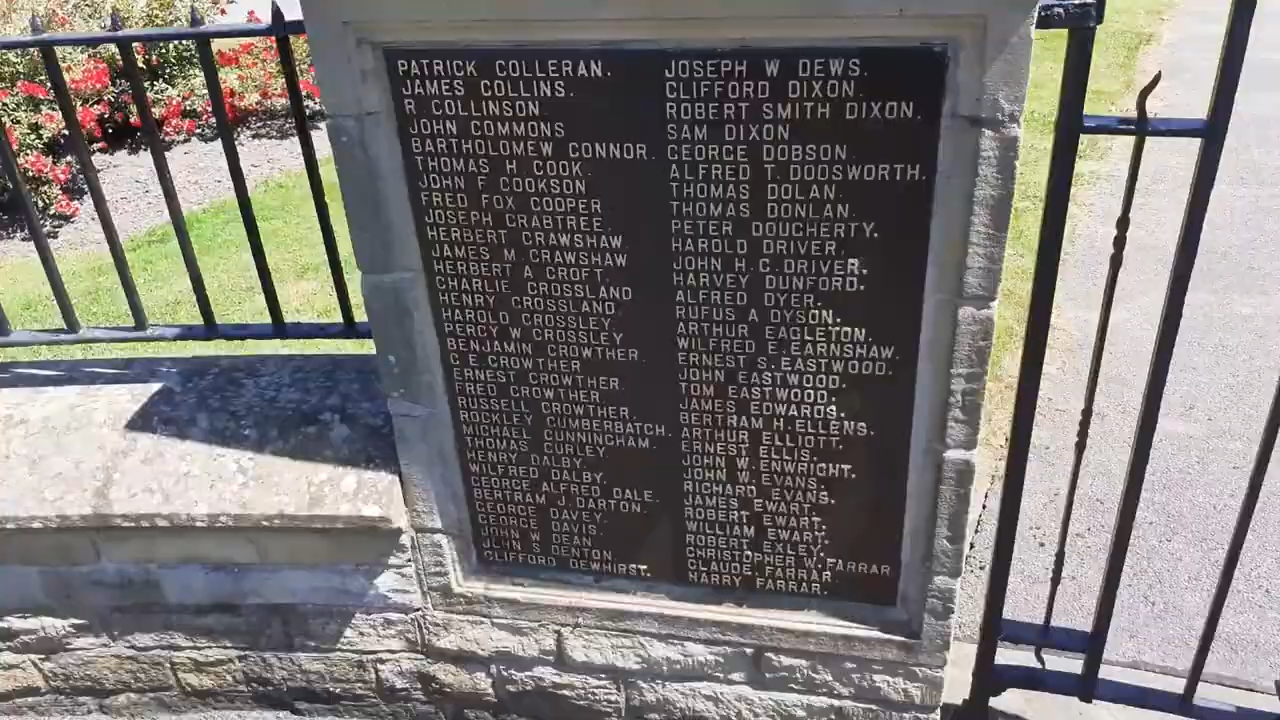 PATRICK COLLERAN.
JAMES COLLINS.
R. COLLINSON.
JOHN COMMONS
BARTHOLOMEW CONNOR.
THOMAS H. COOK.
JOHN F. COOKSON
FRED FOX COOPER
JOSEPH CRABTREE.
HERBERT CRAWSHAW.
JAMES M. CRAWSHAW
HERBERT A CROFT.
CHARLIE CROSSLAND
HENRY CROSSLAND.
HAROLD CROSSLEY.
PERCY W. CROSSLEY
BENJAMIN CROWTHER.
C. E. CROWTHER
ERNEST CROWTHER.
FRED CROWTHER.
RUSSELL CROWTHER.
ROCKLEY CUMBERBATCH.
MICHAEL CUNNINGHAM.
THOMAS CURLEY
HENRY DALBY.
WILFRED DALBY.
GEORGE ALFRED DALE.
BERTRAM J. DARTON.
GEORGE DAVEY.
GEORGE DAVIS.
JOHN W DEAN
JOHN S DENTON.
CLIFFORD DEWHIRST.
JOSEPH W DEWS.
CLIFFORD DIXON.
ROBERT SMITH DIXON.
SAM DIXON
GEORGE DOBSON.
ALFRED T. DODSWORTH.
THOMAS DOLAN.
THOMAS DONLAN.
PETER DOUGHERTY.
HAROLD DRIVER.
JOHN H. C. DRIVER.
HARVEY DUNFORD.
ALFRED DYER.
RUFUS A DYSON.
ARTHUR EAGLETON.
WILFRED E. EARNSHAW.
ERNEST S. EASTWOOD.
JOHN EASTWOOD.
TOM EASTWOOD.
JAMES EDWARDS.
BERTRAM H. ELLENS.
ARTHUR ELLIOTT.
ERNEST ELLIS.
JOHN W. ENWRIGHT.
JOHN W. EVANS.
RICHARD EVANS.
JAMES EWART.
ROBERT EWART.
WILLIAM EWART.
ROBERT EXLEY.
CHRISTOPHER W. FARRAR
CLAUDE. FARRAR
HARRY FARRAR.